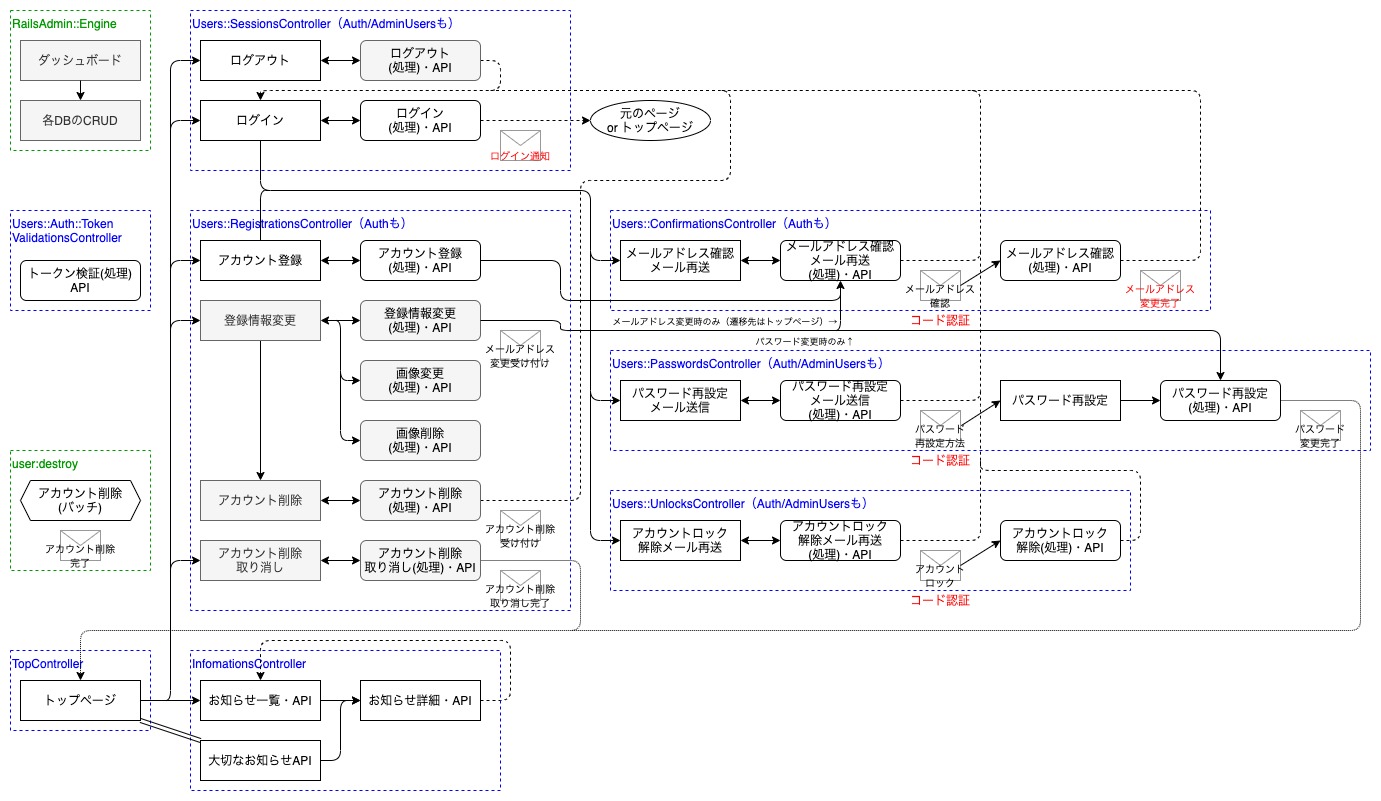 RailsAdmin::Engine
ダッシュボード
各DBのCRUD
Users::SessionsController（Auth/AdminUsersも）
ログアウト
ログアウト
(処理)・API
ログイン
ログイン
(処理)・API
ログイン通知
元のページ
or トップページ
Users::Auth::Token
ValidationsController
トークン検証(処理)
API
Users::RegistrationsController（Authも）
アカウント登録
アカウント登録
(処理)・API
登録情報変更
登録情報変更
(処理)・API
メールアドレス
変更受け付け
画像変更
(処理)・API
画像削除
(処理)・API
アカウント削除
アカウント削除
(処理)・API
アカウント削除
受け付け
アカウント削除
取り消し
アカウント削除
取り消し(処理)・API
アカウント削除
取り消し完了
Users::ConfirmationsController（Authも）
メールアドレス確認
メール再送
メールアドレス確認
メール再送
(処理)・API
メールアドレス
確認
コード認証
メールアドレス確認
(処理)・API
メールアドレス
変更完了
メールアドレス変更時のみ（遷移先はトップページ）→
パスワード変更時のみ↑
Users::PasswordsController（Auth/AdminUsersも）
パスワード再設定
メール送信
パスワード再設定
メール送信
(処理)・API
パスワード
再設定方法
コード認証
パスワード再設定
パスワード再設定
(処理)・API
パスワード
変更完了
Users::UnlocksController（Auth/AdminUsersも）
アカウントロック
解除メール再送
アカウントロック
解除メール再送
(処理)・API
アカウント
ロック
コード認証
アカウントロック
解除(処理)・API
user:destroy
アカウント削除
(バッチ)
アカウント削除
完了
TopController
トップページ
InfomationsController
お知らせ一覧・API
お知らせ詳細・API
大切なお知らせAPI